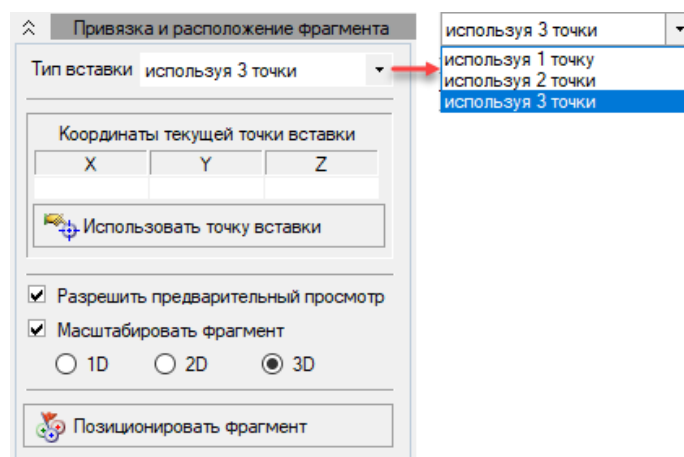 Привязка и расположение фрагмента
Тип вставки используя 3 точки
используя 3 точки
используя 1 точку
используя 2 точки
используя 3 точки
Координаты текущей точки вставки
X Y Z
Использовать точку вставки
Разрешить предварительный просмотр
Масштабировать фрагмент
1D 2D 3D
Позиционировать фрагмент